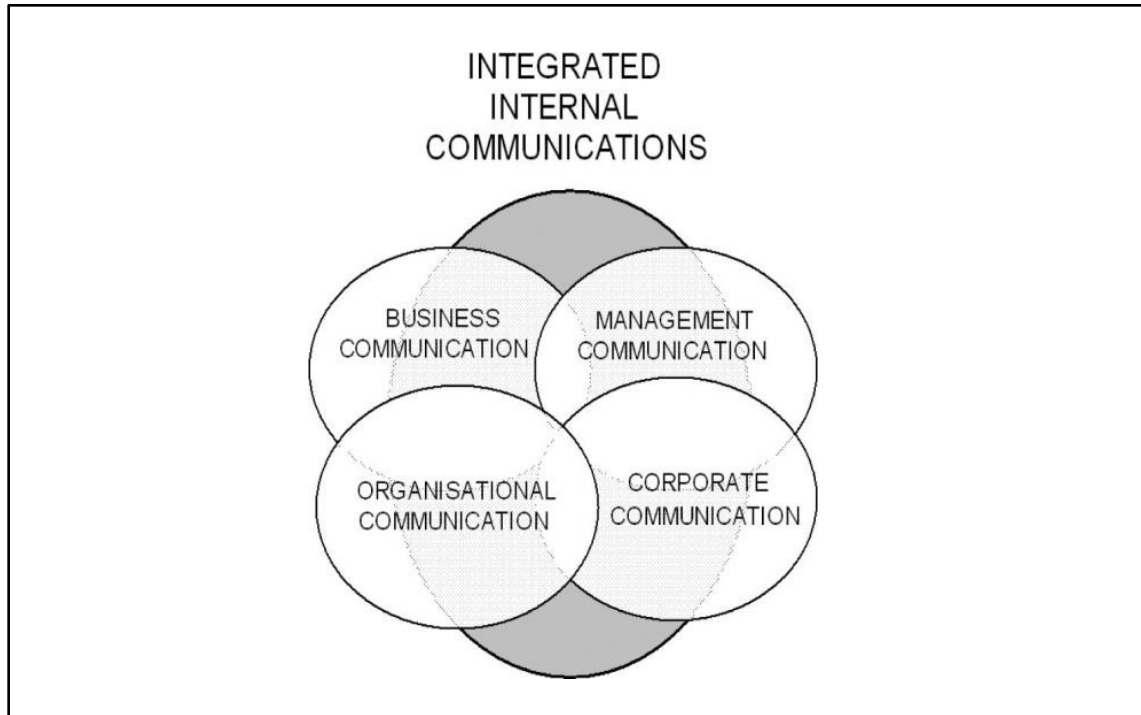 INTEGRATED
INTERNAL
COMMUNICATIONS
BUSINESS
COMMUNICATION
MANAGEMENT
COMMUNICATION
ORGANISATIONAL
COMMUNICATION
CORPORATE
COMMUNICATION